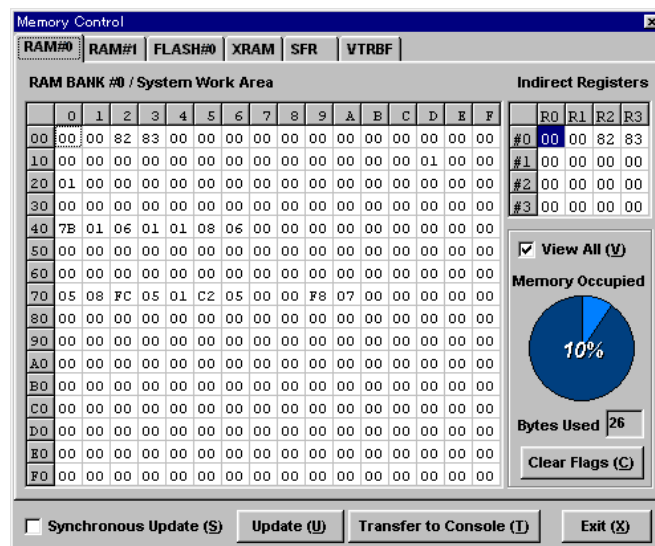 Memory Control
RAM#0 RAM#1 FLASH#0 XRAM SFR VTRBF
RAM BANK #0 / System Work Area
0 1 2 3 4 5 6 7 8 9 A B C D E F
00 00 00 82 83 00 00 00 00 00 00 00 00 00 00 00 00
10 00 00 00 00 00 00 00 00 00 00 00 00 00 01 00 00
20 01 00 00 00 00 00 00 00 00 00 00 00 00 00 00 00
30 00 00 00 00 00 00 00 00 00 00 00 00 00 00 00 00
40 7B 01 06 01 01 08 06 00 00 00 00 00 00 00 00 00
50 00 00 00 00 00 00 00 00 00 00 00 00 00 00 00 00
60 00 00 00 00 00 00 00 00 00 00 00 00 00 00 00 00
70 05 08 FC 05 01 C2 05 00 00 F8 07 00 00 00 00 00
80 00 00 00 00 00 00 00 00 00 00 00 00 00 00 00 00
90 00 00 00 00 00 00 00 00 00 00 00 00 00 00 00 00
A0 00 00 00 00 00 00 00 00 00 00 00 00 00 00 00 00
B0 00 00 00 00 00 00 00 00 00 00 00 00 00 00 00 00
C0 00 00 00 00 00 00 00 00 00 00 00 00 00 00 00 00
D0 00 00 00 00 00 00 00 00 00 00 00 00 00 00 00 00
E0 00 00 00 00 00 00 00 00 00 00 00 00 00 00 00 00
F0 00 00 00 00 00 00 00 00 00 00 00 00 00 00 00 00
Indirect Registers
R0 R1 R2 R3
#0 00 00 82 83
#1 00 00 00 00
#2 00 00 00 00
#3 00 00 00 00
View All (V)
Memory Occupied
10%
Bytes Used 26
Clear Flags (C)
Synchronous Update (S) Update (U) Transfer to Console (T) Exit (X)